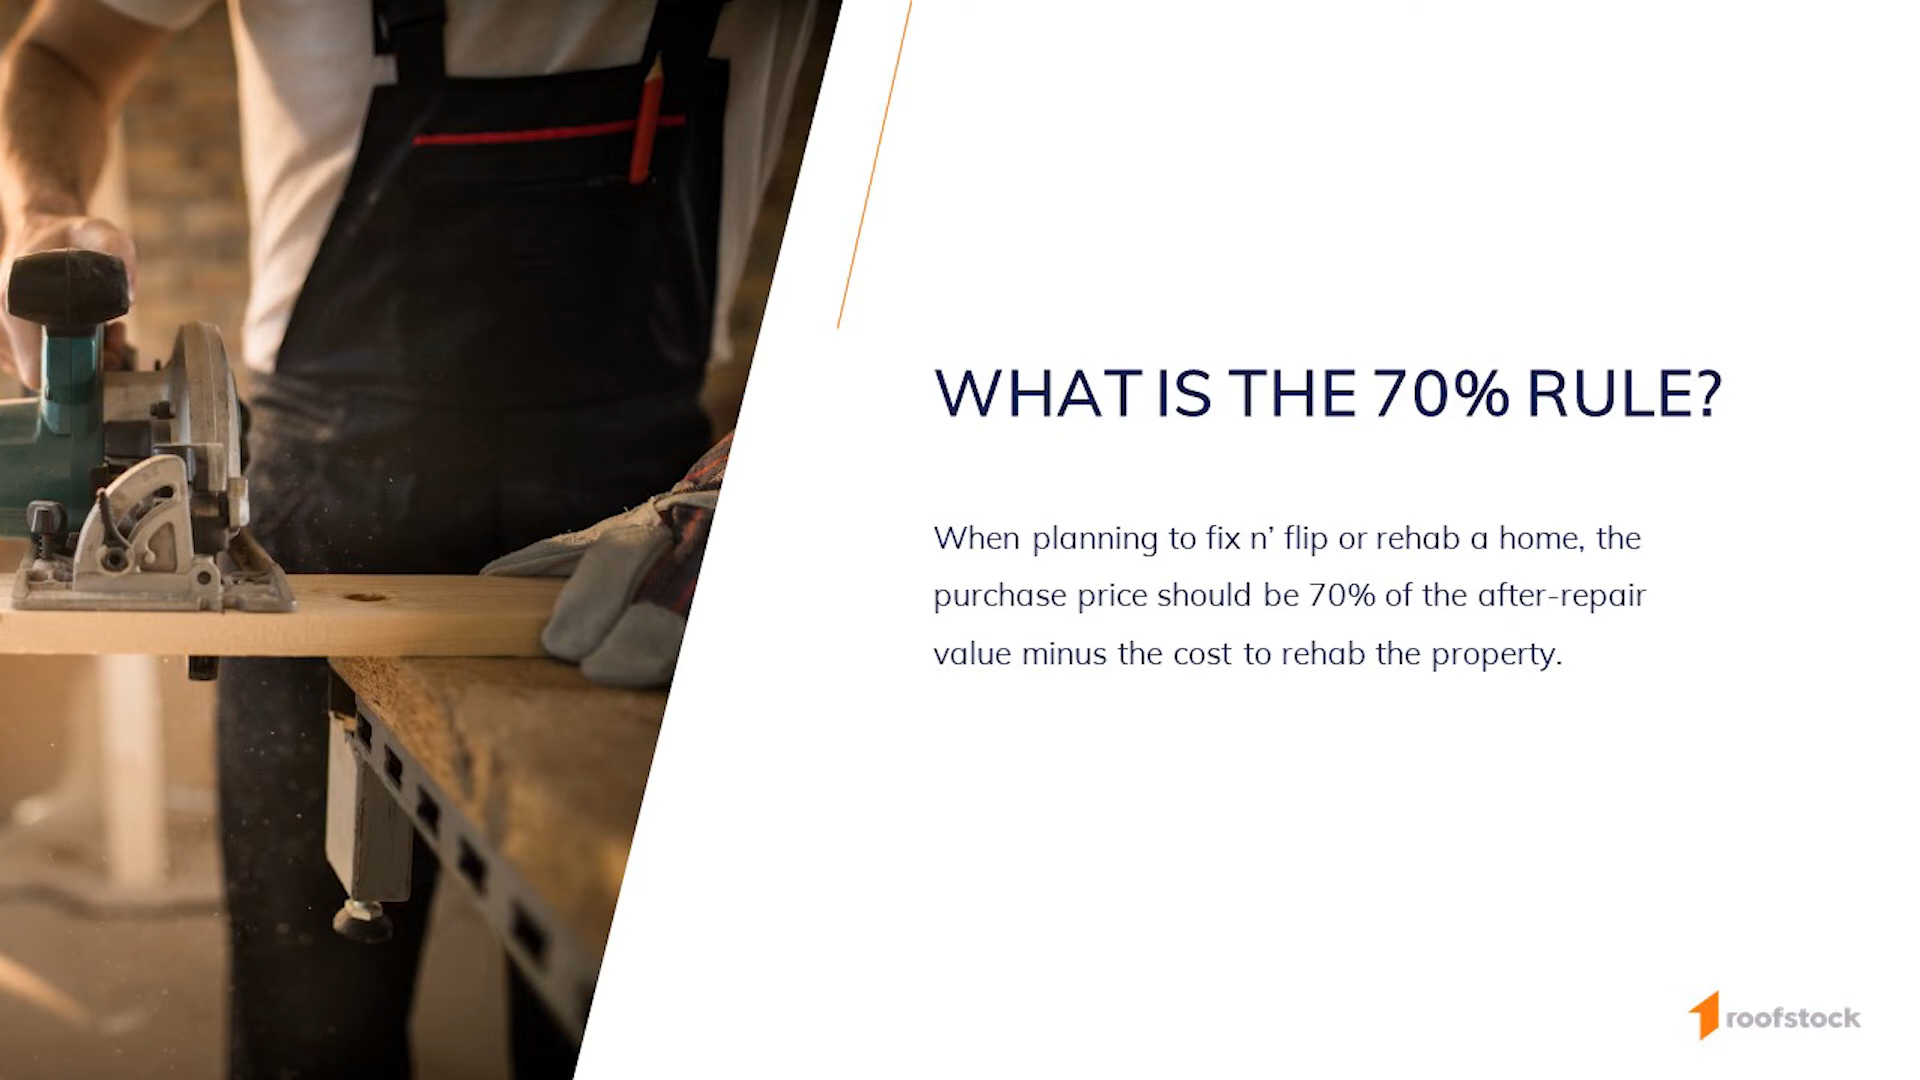 WHAT IS THE 70% RULE?
When planning to fix n’ flip or rehab a home, the
purchase price should be 70% of the after-repair
value minus the cost to rehab the property.
roofstock